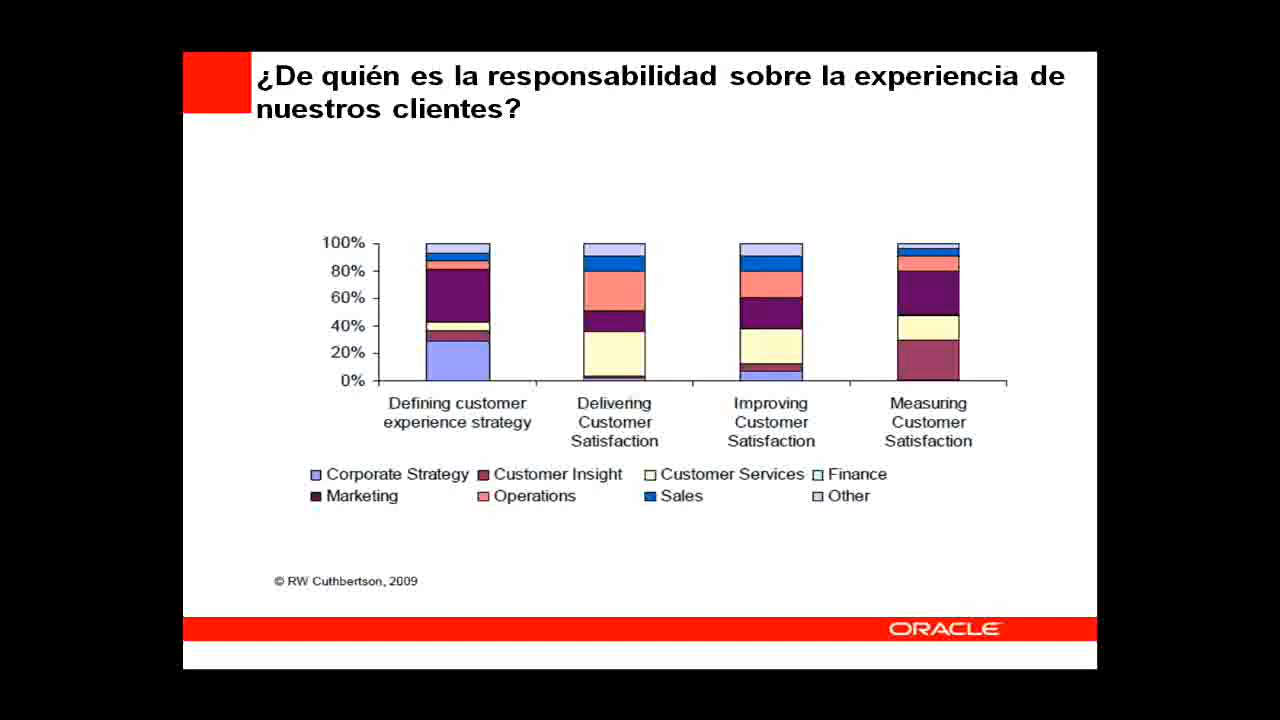 ¿De quién es la responsabilidad sobre la experiencia de
nuestros clientes?
100%
80%
60%
40%
20%
0%
Defining customer
experience strategy
Delivering
Customer
Satisfaction
Improving
Customer
Satisfaction
Measuring
Customer
Satisfaction
Corporate Strategy Customer Insight Customer Services Finance
Marketing Operations Sales Other
© RW Cuthbertson, 2009
ORACLE